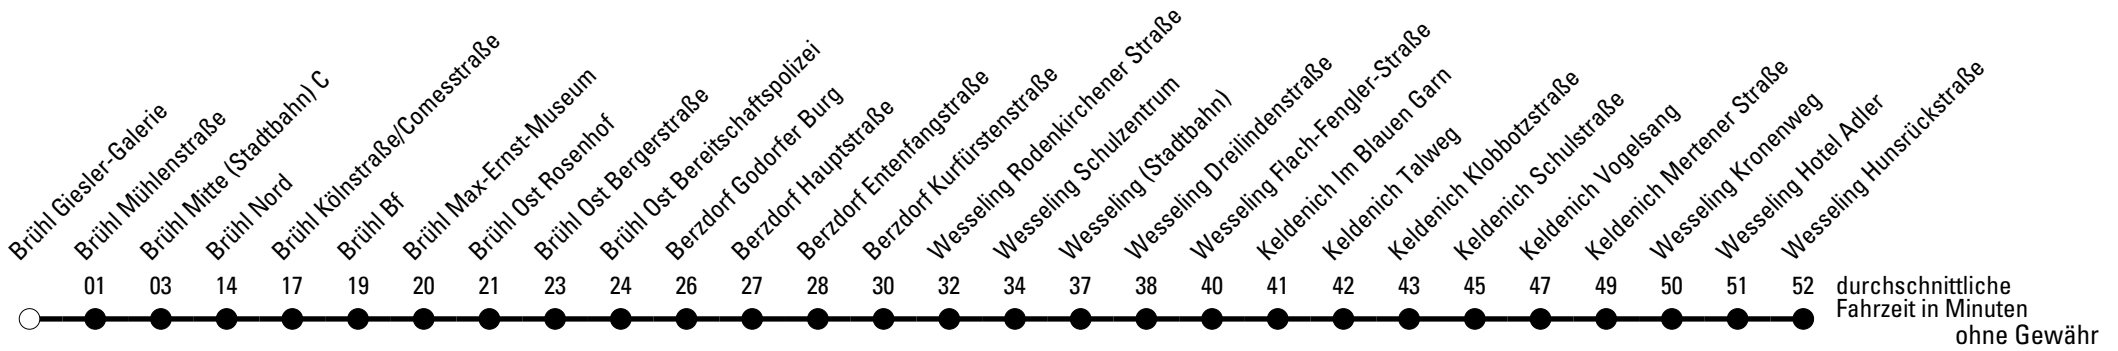 Brühl Giesler-Galerie
Brühl Mühlenstraße
Brühl Mitte (Stadtbahn) C
Brühl Nord
Brühl Kölnstraße/Comesstraße
Brühl Bf
Brühl Max-Ernst-Museum
Brühl Ost Rosenhof
Brühl Ost Bergerstraße
Brühl Ost Bereitschaftspolizei
Berzdorf Godorfer Burg
Berzdorf Hauptstraße
Berzdorf Entenfangstraße
Berzdorf Kurfürstenstraße
Wesseling Rodenkirchener Straße
Wesseling Schulzentrum
Wesseling (Stadtbahn)
Wesseling Dreilindenstraße
Wesseling Flach-Fengler-Straße
Keldenich Im Blauen Garn
Keldenich Talweg
Keldenich Klobbotzstraße
Keldenich Schulstraße
Keldenich Vogelsang
Keldenich Mertener Straße
Wesseling Kronenweg
Wesseling Hotel Adler
Wesseling Hunsrückstraße
01 03 14 17 19 20 21 23 24 26 27 28 30 32 34 37 38 40 41 42 43 45 47 49 50 51 52
durchschnittliche
Fahrzeit in Minuten
ohne Gewähr